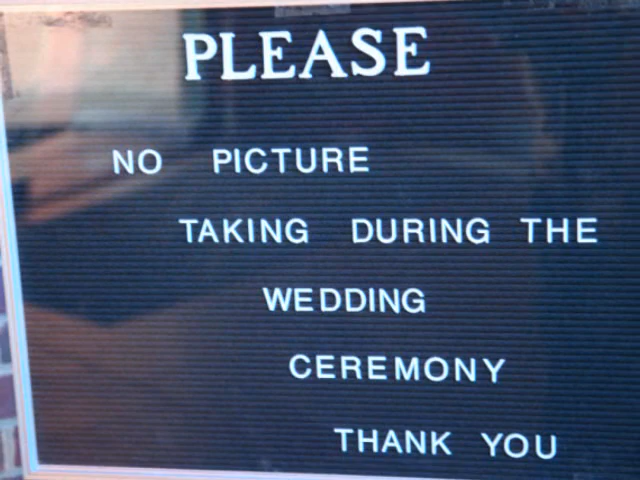 PLEASE
NO PICTURE
TAKING DURING THE
WEDDING
CEREMONY
THANK YOU